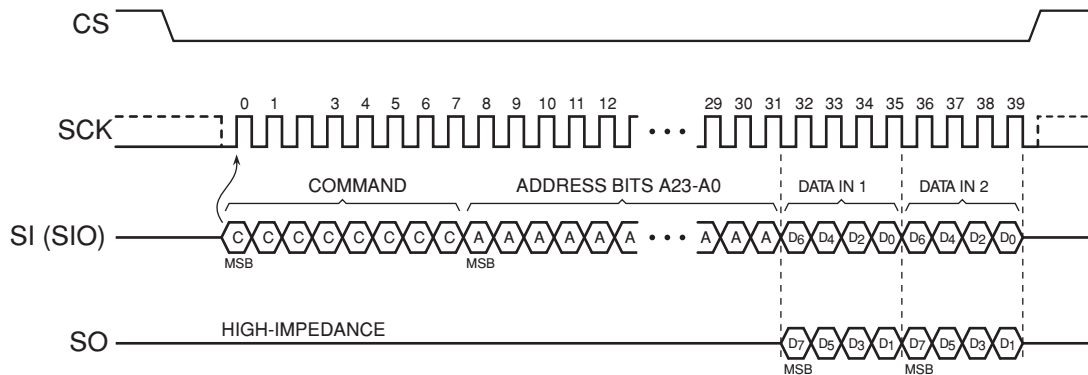 CS
0 1 3 4 5 6 7 8 9 10 11 12 29 30 31 32 33 34 35 36 37 38 39
SCK
COMMAND ADDRESS BITS A23-A0 DATA IN 1 DATA IN 2
SI (SIO) C C C C C C C C A A A A A A A A A D6 D4 D2 D0 D6 D4 D2 D0
MSB MSB
HIGH-IMPEDANCE
SO D7 D5 D3 D1 D7 D5 D3 D1
MSB MSB